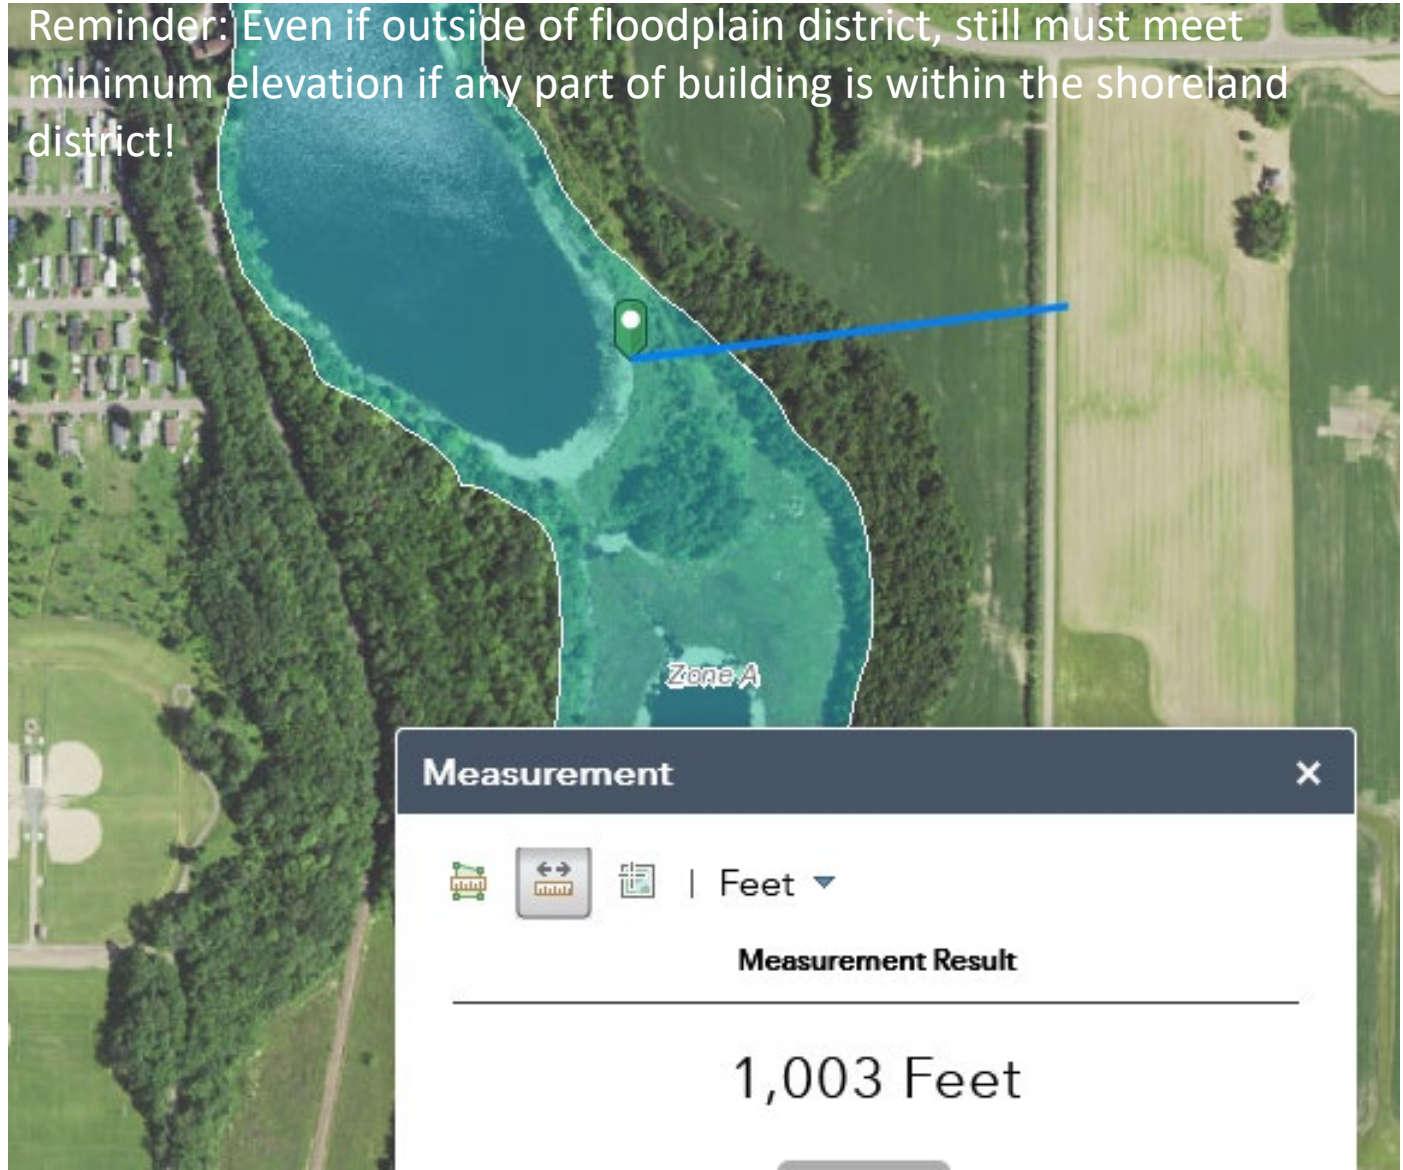 Reminder: Even if outside of floodplain district, still must meet
minimum elevation if any part of building is within the shoreland
district!
Zone A
Measurement
| Feet
Measurement Result
1,003 Feet